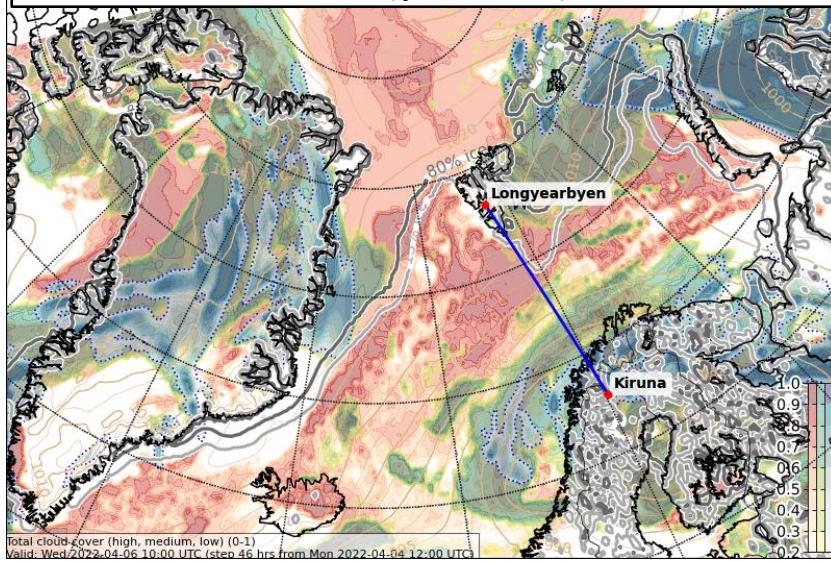 80% ice
Longyearbyen
1000
1010
Kiruna
1.0
0.9
0.8
0.7
0.6
0.5
0.4
0.3
0.2
Total cloud cover (high, medium, low) (0-1)
Valid: Wed 2022-04-06 10:00 UTC (step 46 hrs from Mon 2022-04-04 12:00 UTC)